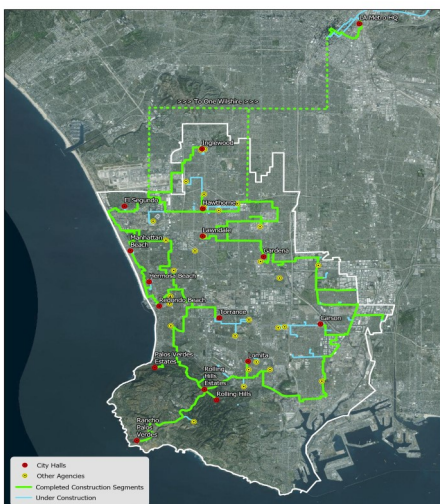 LA Metro HQ
>>> To One Wilshire >>>
Inglewood
El Segundo
Hawthorne
Manhattan
Beach
Lawndale
Gardena
Hermosa Beach
Redondo Beach
Torrance
Carson
Palos Verdes
Estates
Lomita
Rolling
Hills
Estates
Rolling Hills
Rancho
Palos
Verdes
City Halls
Other Agencies
Completed Construction Segments
Under Construction